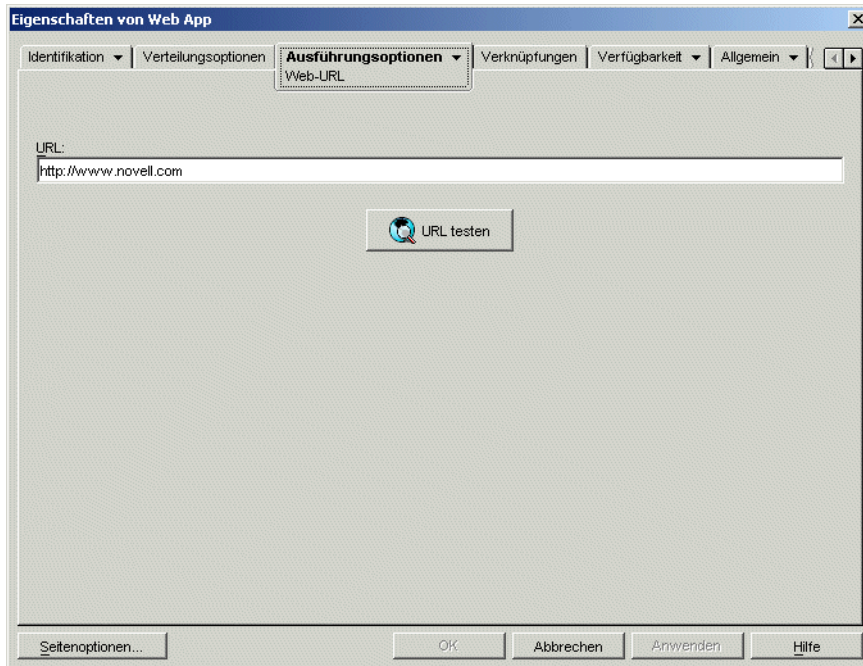 Eigenschaften von Web App
Identifikation
Verteilungsoptionen
Ausführungsoptionen
Web-URL
Verknüpfungen
Verfügbarkeit
Allgemein
URL:
http://www.novell.com
URL testen
Seitenoptionen...
OK
Abbrechen
Anwenden
Hilfe